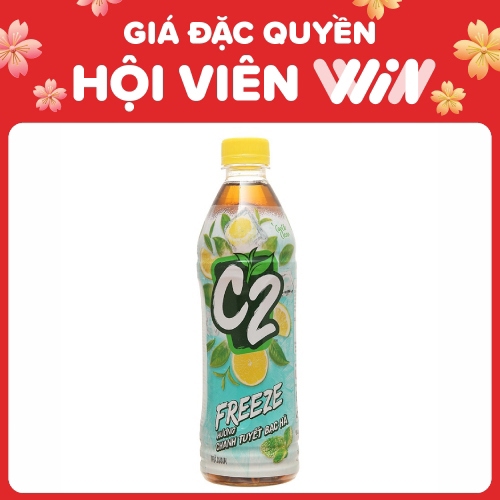 GIÁ ĐẶC QUYỀN
HỘI VIÊN WiN
C2
FREEZE
HƯƠNG
CHANH TUYẾT BẠC HÀ